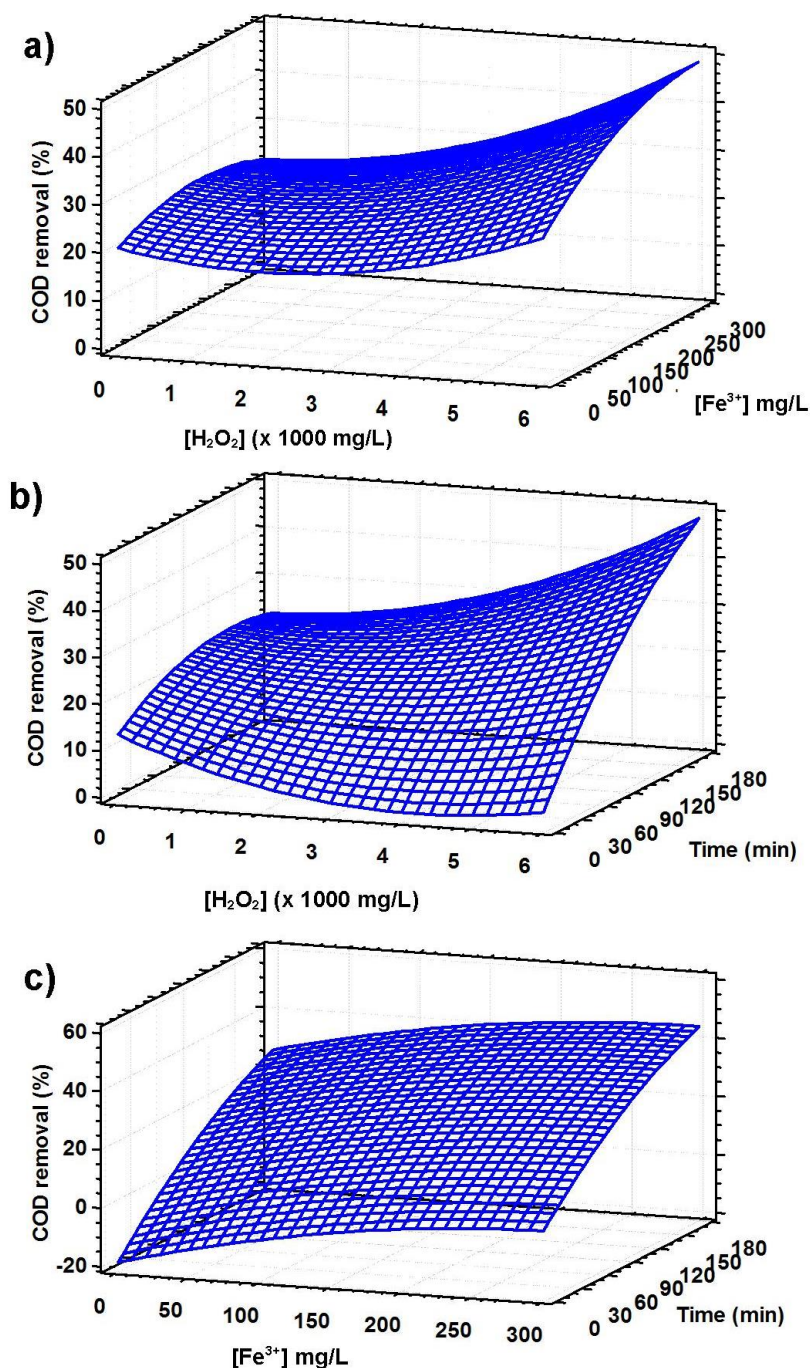 a)
50
40
30
20
10
0
COD removal (%)
0 1 2 3 4 5 6
[H₂O₂] (x 1000 mg/L)
0 50 100 150 200 250 300
[Fe³⁺] mg/L
b)
50
40
30
20
10
0
COD removal (%)
0 1 2 3 4 5 6
[H₂O₂] (x 1000 mg/L)
0 30 60 90 120 150 180
Time (min)
c)
60
40
20
0
-20
COD removal (%)
0 50 100 150 200 250 300
[Fe³⁺] mg/L
0 30 60 90 120 150 180
Time (min)